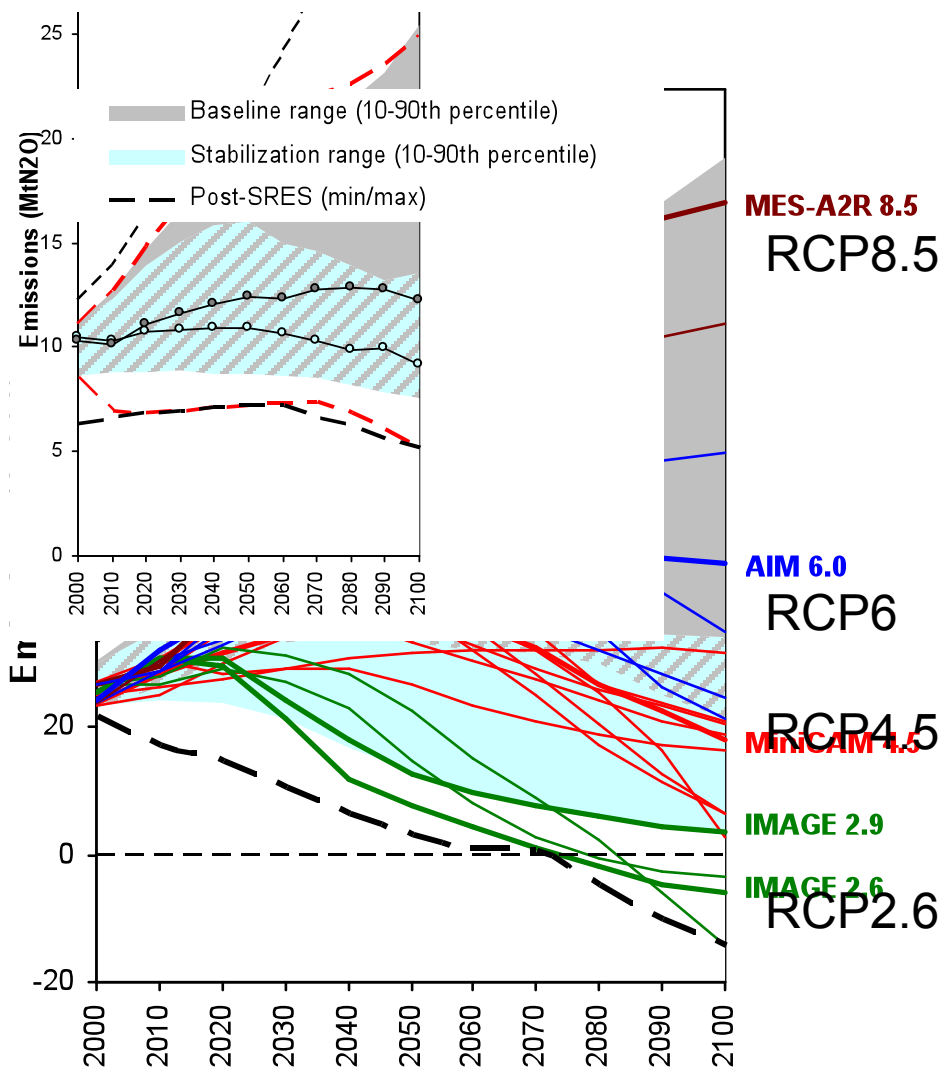 25
Baseline range (10-90th percentile)
20
Stabilization range (10-90th percentile)
Post-SRES (min/max)
Emissions (MtN2O)
15
10
5
0
2000
2010
2020
2030
2040
2050
2060
2070
2080
2090
2100
MES-A2R 8.5
RCP8.5
AIM 6.0
RCP6
RCP4.5
IMAGE 2.9
IMAGE 2.6
RCP2.6
20
0
-20
2000
2010
2020
2030
2040
2050
2060
2070
2080
2090
2100